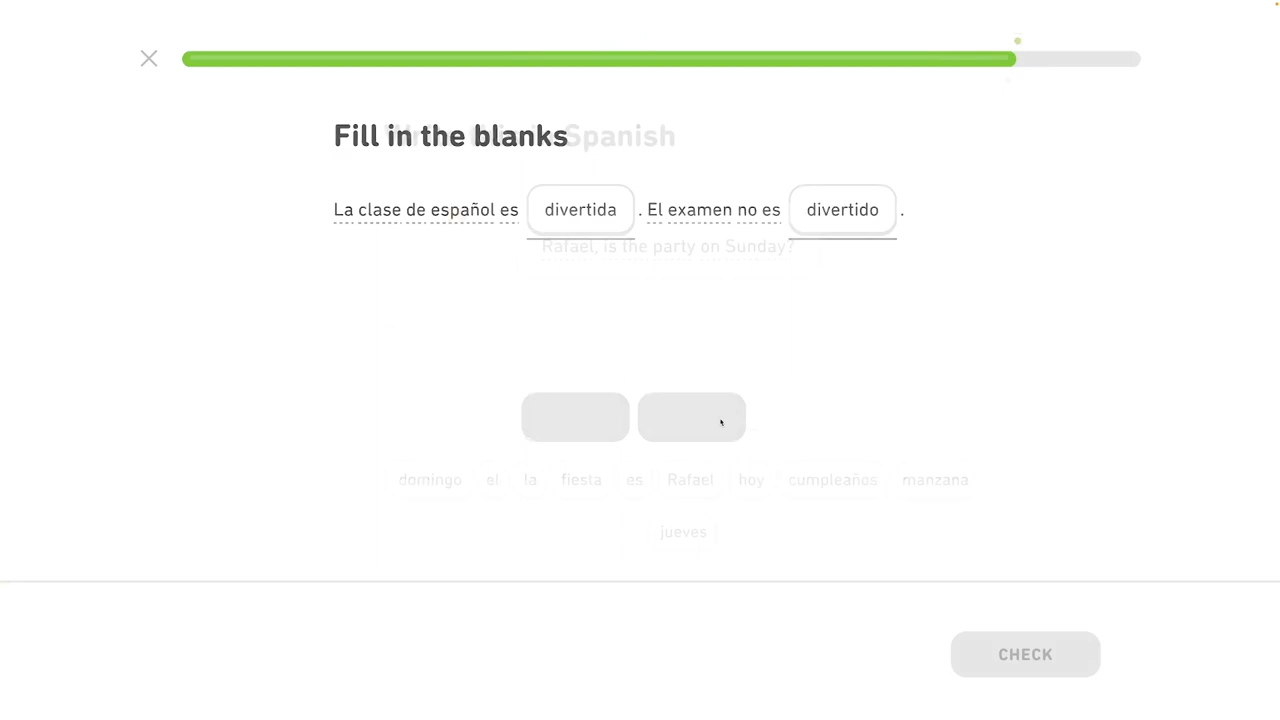 Fill in the blanks Spanish
La clase de español es divertida . El examen no es divertido .
Rafael, is the party on Sunday?
domingo el la fiesta es Rafael hoy cumpleaños manzana
jueves
CHECK